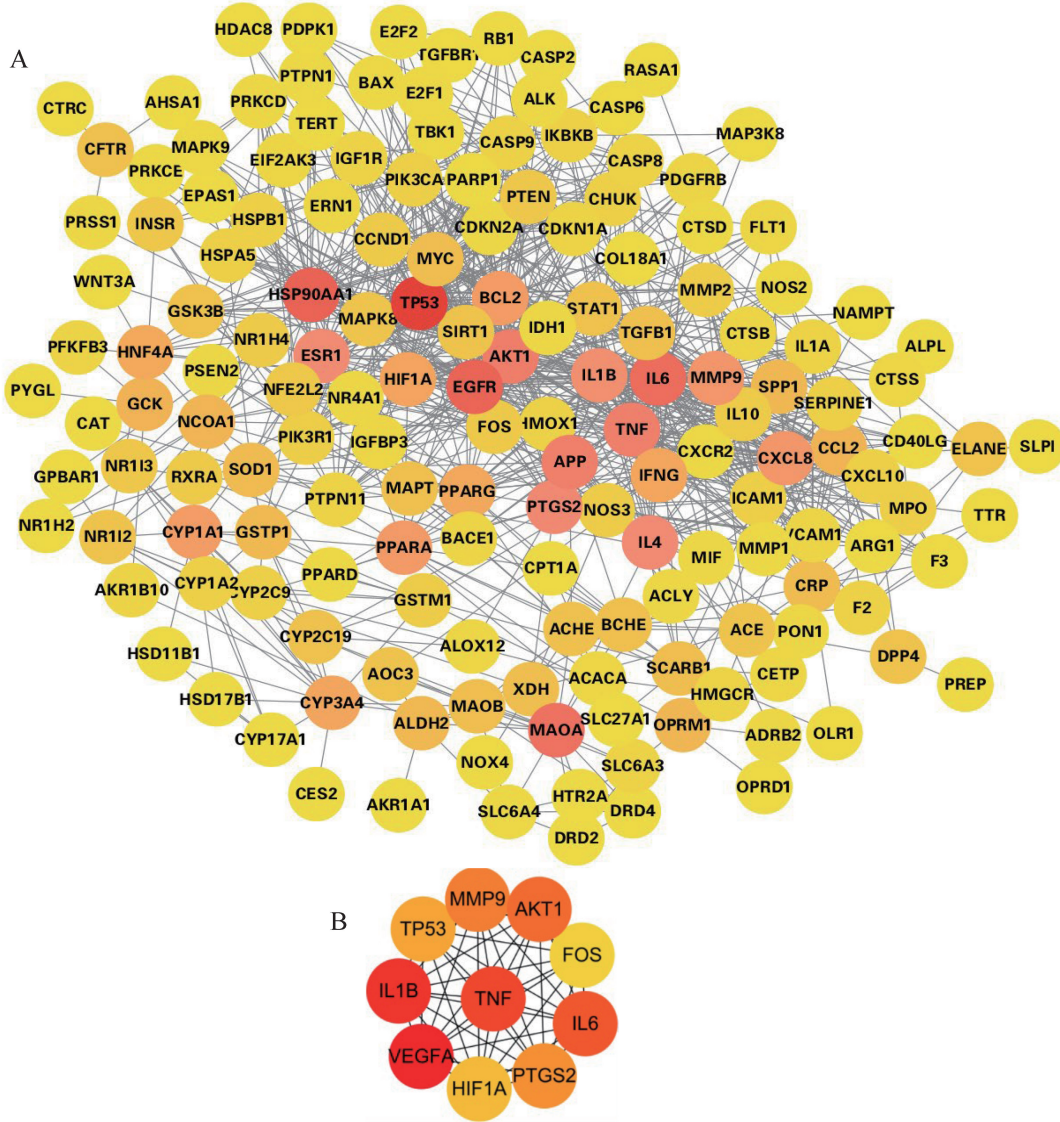 A
HDAC8
PDPK1
E2F2
TGFBR1
RB1
CASP2
RASA1
PTPN1
BAX
E2F1
ALK
CASP6
CTRC
AHSA1
PRKCD
TERT
TBK1
CASP9
IKBKB
MAP3K8
CFTR
MAPK9
PRKCE
EIF2AK3
IGF1R
PIK3CA
PARP1
CASP8
PDGFRB
EPAS1
PTEN
CHUK
PRSS1
INSR
HSPB1
ERN1
CCND1
CDKN2A
CDKN1A
CTSD
FLT1
HSPA5
MYC
COL18A1
WNT3A
HSP90AA1
TP53
BCL2
STAT1
MMP2
NOS2
GSK3B
MAPK8
SIRT1
IDH1
TGFB1
CTSB
NAMPT
PFKFB3
HNF4A
NR1H4
ESR1
AKT1
IL1A
ALPL
PSEN2
HIF1A
EGFR
IL1B
IL6
MMP9
SPP1
CTSS
PYGL
GCK
NFE2L2
NR4A1
SERPINE1
CAT
NCOA1
PIK3R1
IGFBP3
FOS
HMOX1
TNF
IL10
CXCR2
CD40LG
ELANE
SLPI
GPBAR1
NR1I3
RXRA
SOD1
APP
IFNG
CXCL8
CCL2
CXCL10
PTPN11
MAPT
PPARG
PTGS2
NOS3
ICAM1
MPO
TTR
NR1H2
NR1I2
CYP1A1
GSTP1
PPARA
BACE1
IL4
MIF
MMP1
VCAM1
ARG1
F3
AKR1B10
CYP1A2
CYP2C9
PPARD
GSTM1
CPT1A
ACLY
CRP
F2
CYP2C19
ALOX12
ACHE
BCHE
ACE
PON1
HSD11B1
AOC3
XDH
ACACA
SCARB1
CETP
DPP4
PREP
HSD17B1
CYP3A4
ALDH2
MAOB
MAOA
SLC27A1
OPRM1
HMGCR
ADRB2
OLR1
CYP17A1
NOX4
SLC6A3
CES2
AKR1A1
SLC6A4
HTR2A
DRD4
OPRD1
DRD2
B
MMP9
AKT1
TP53
FOS
IL1B
TNF
IL6
VEGFA
HIF1A
PTGS2